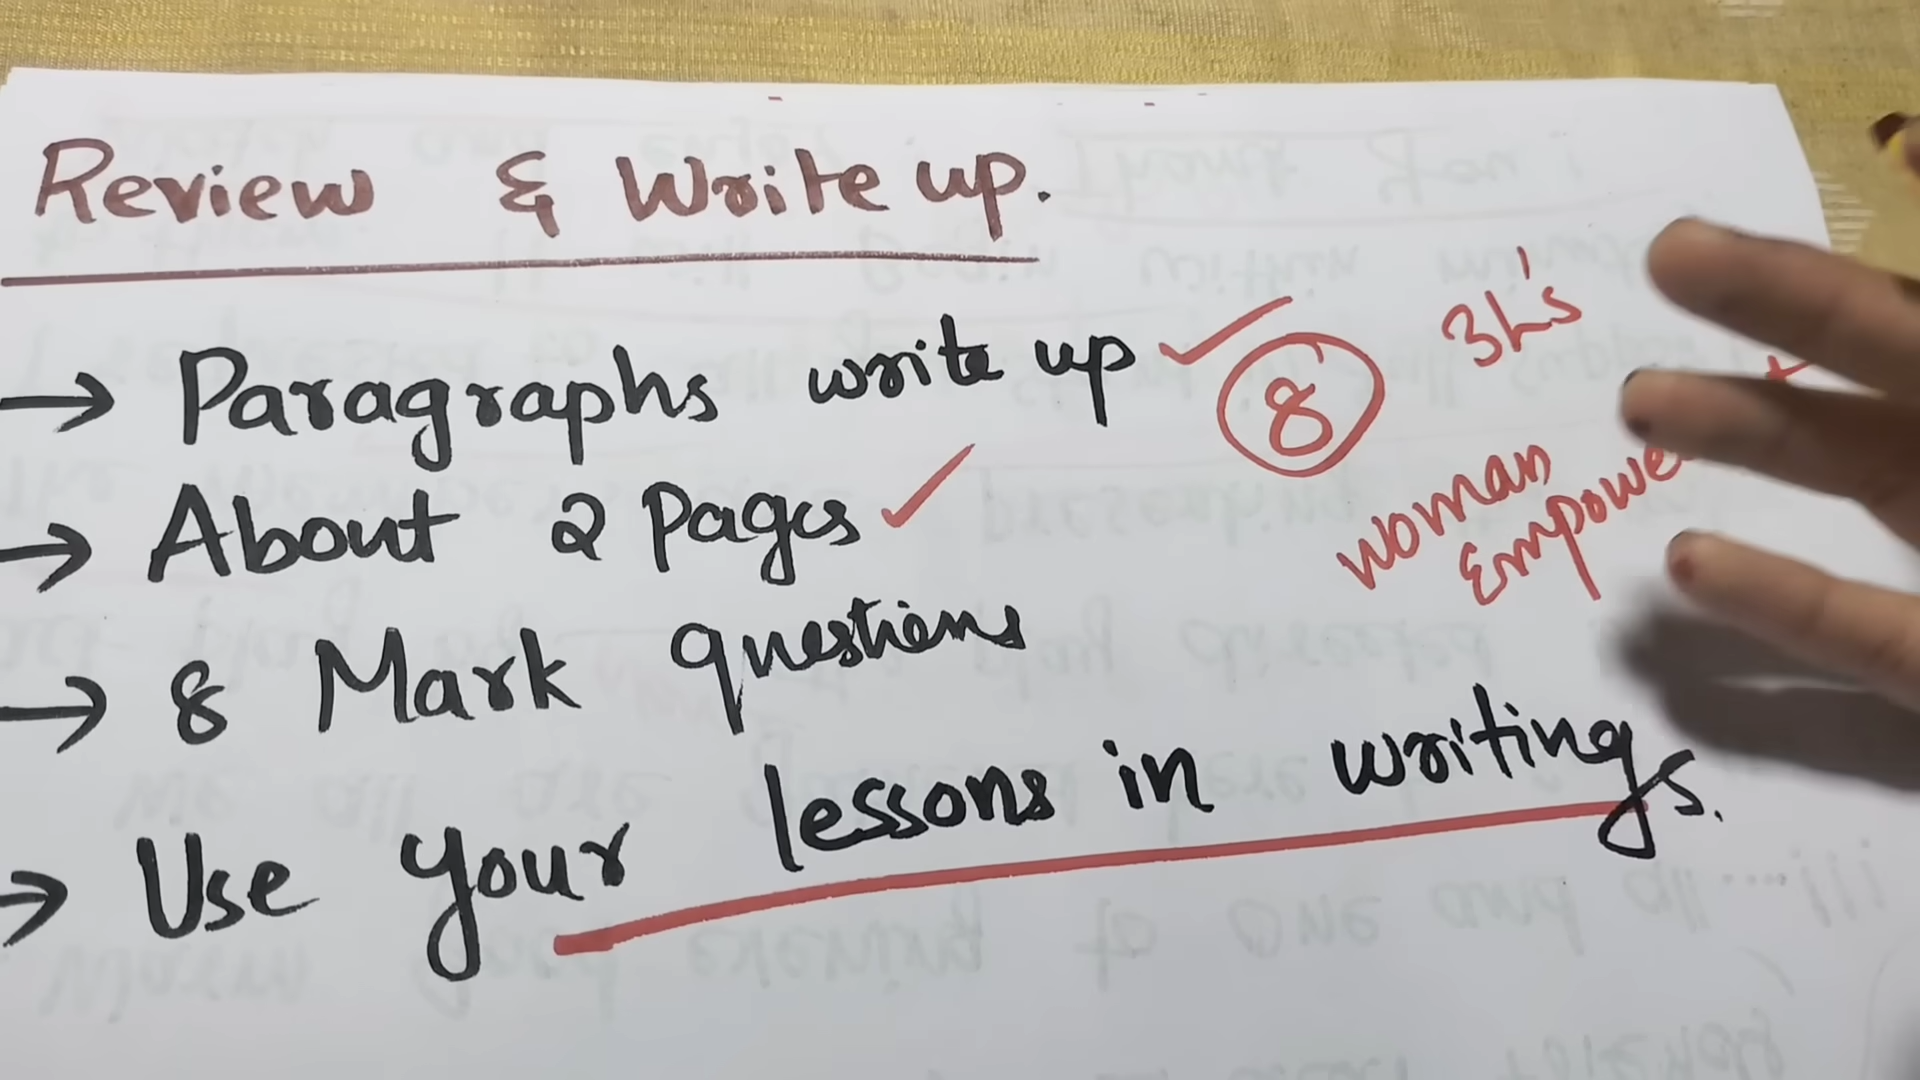 Review & Write up.
→ Paragraphs write up ✓ 8
3L's
→ About 2 Pages ✓
Woman
→ 8 Mark questions
→ Use your lessons in writings.